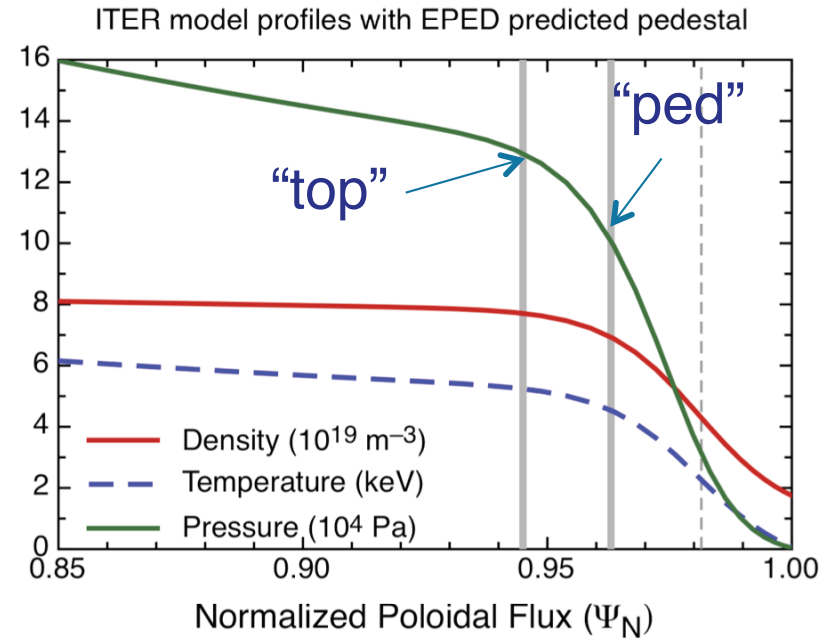 ITER model profiles with EPED predicted pedestal
16
14
12
10
8
6
4
2
0
“top”
“ped”
Density (10¹⁹ m⁻³)
Temperature (keV)
Pressure (10⁴ Pa)
0.85 0.90 0.95 1.00
Normalized Poloidal Flux (Ψ_N)